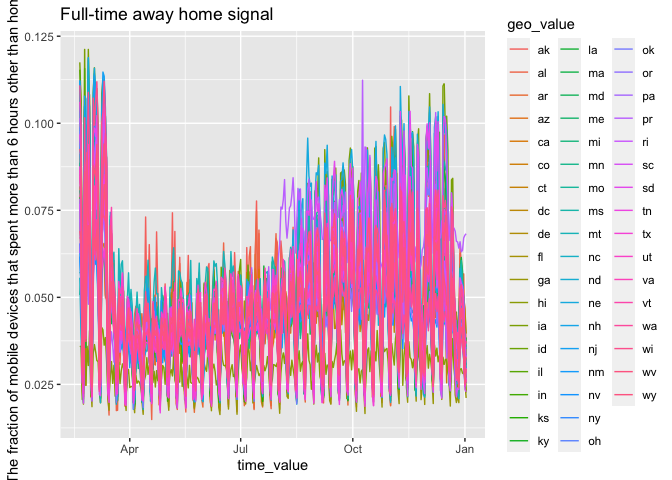 Full-time away home signal
The fraction of mobile devices that spent more than 6 hours other than hon
0.125
0.100
0.075
0.050
0.025
Apr
Jul
Oct
Jan
time_value
geo_value
ak
al
ar
az
ca
co
ct
dc
de
fl
ga
hi
ia
id
il
in
ks
ky
la
ma
md
me
mi
mn
mo
ms
mt
nc
nd
ne
nh
nj
nm
nv
ny
oh
ok
or
pa
pr
ri
sc
sd
tn
tx
ut
va
vt
wa
wi
wv
wy